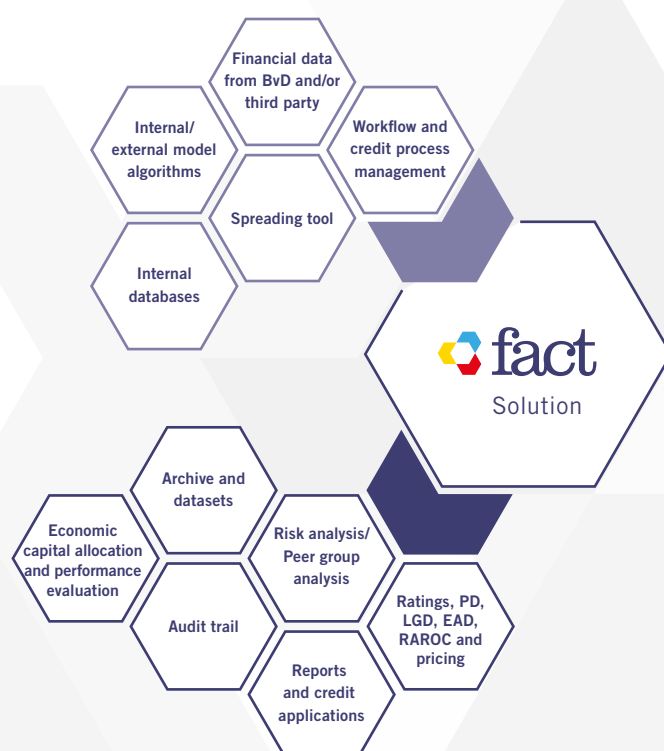 Financial data
from BvD and/or
third party
Internal/
external model
algorithms
Workflow and
credit process
management
Spreading tool
Internal
databases
fact
Solution
Archive and
datasets
Economic
capital allocation
and performance
evaluation
Risk analysis/
Peer group
analysis
Audit trail
Ratings, PD,
LGD, EAD,
RAROC and
pricing
Reports
and credit
applications